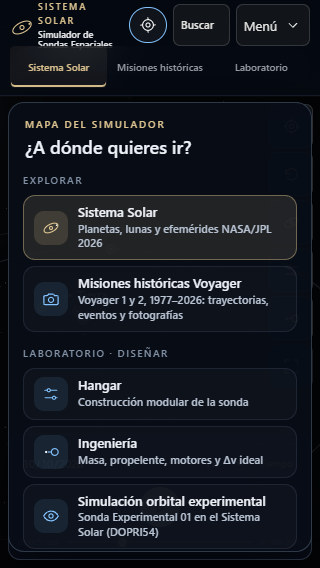 SISTEMA
SOLAR
Simulador de
Sondas Espaciales
Buscar
Menú
Sistema Solar
Misiones históricas
Laboratorio
MAPA DEL SIMULADOR
¿A dónde quieres ir?
EXPLORAR
Sistema Solar
Planetas, lunas y efemérides NASA/JPL
2026
Misiones históricas Voyager
Voyager 1 y 2, 1977–2026: trayectorias,
eventos y fotografías
LABORATORIO · DISEÑAR
Hangar
Construcción modular de la sonda
Ingeniería
Masa, propelente, motores y Δv ideal
Simulación orbital experimental
Sonda Experimental 01 en el Sistema
Solar (DOPRI54)